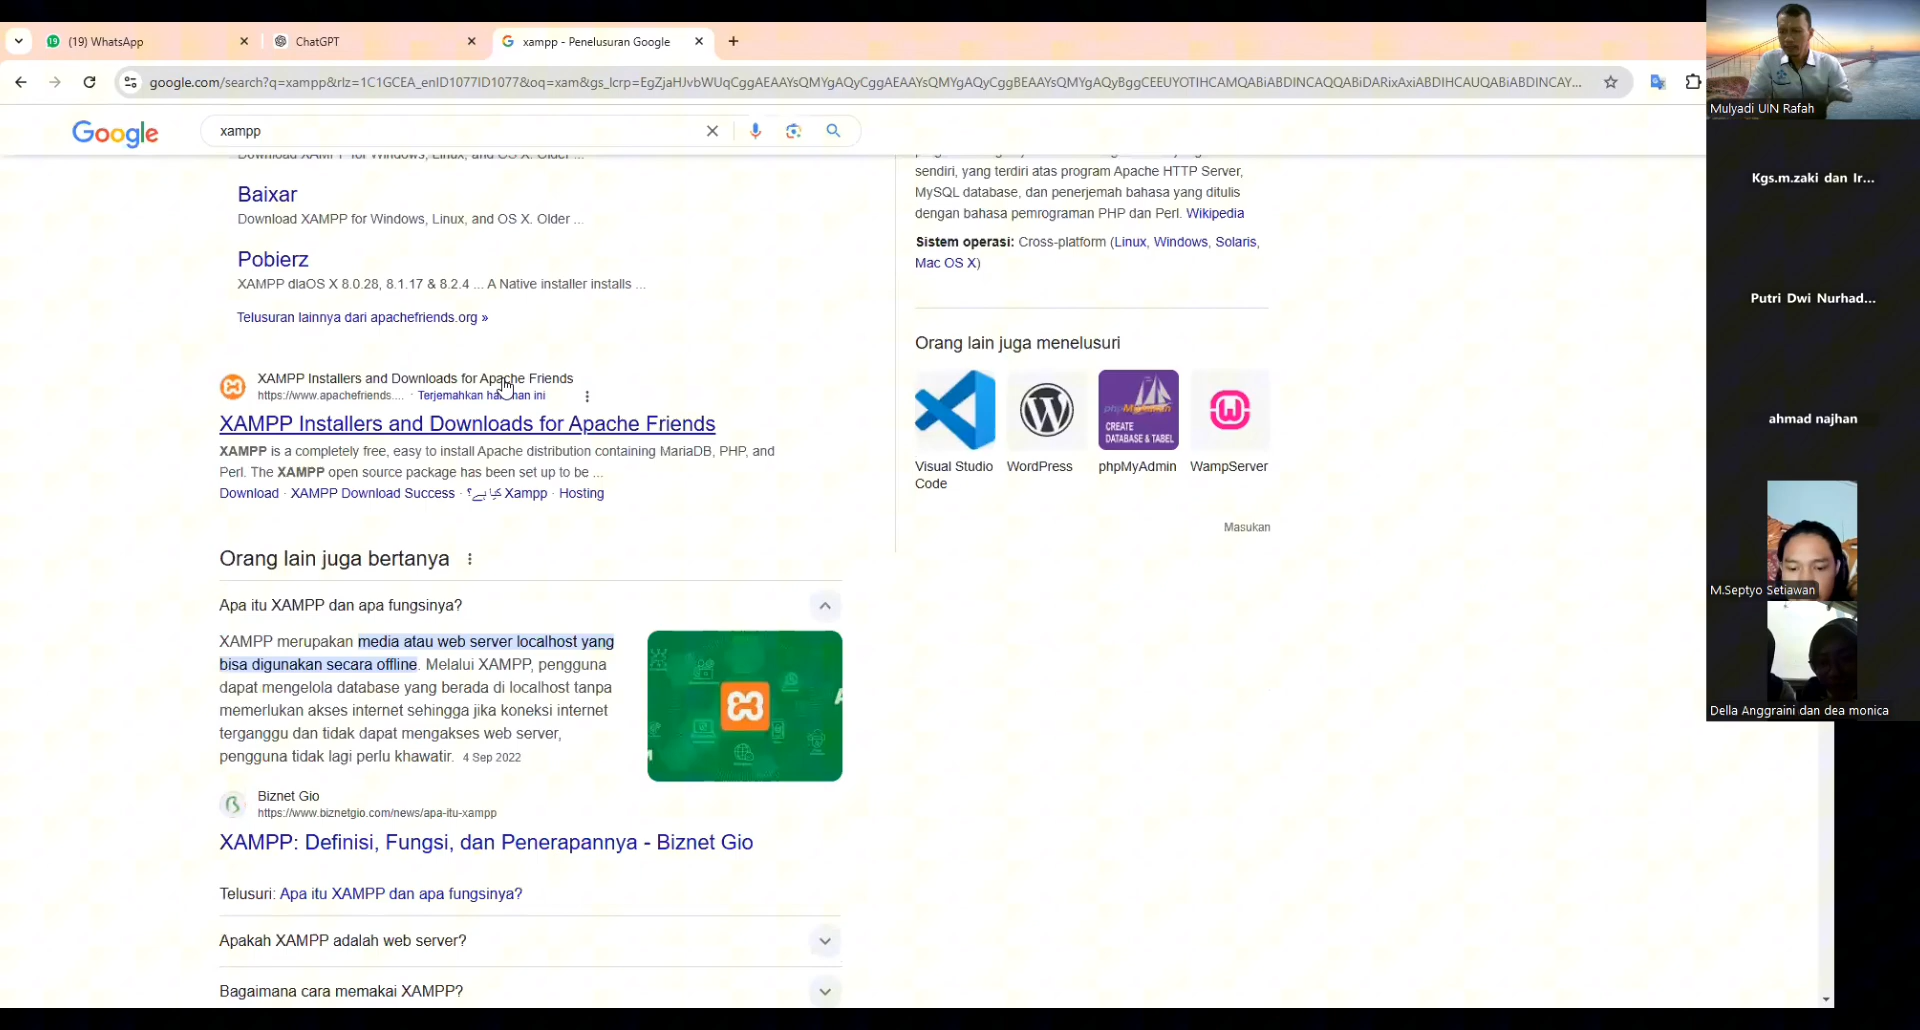 (19) WhatsApp
ChatGPT
xampp - Penelusuran Google
google.com/search?q=xampp&rlz=1C1GCEA_enID1077ID1077&oq=xam&gs_lcrp=EgZjaHJvbWUqCggAEAAYsQMYgAQyCggAEAAYsQMYgAQyCggBEAAYsQMYgAQyBggCEEUYOTIHCAMQABiABDINCAQQABiDARixAxiABDIHCAUQABiABDINCAY...
Google
xampp
Download XAMPP for Windows, Linux, and OS X. Older ...
Baixar
Download XAMPP for Windows, Linux, and OS X. Older ...
Pobierz
XAMPP dlaOS X 8.0.28, 8.1.17 & 8.2.4 ... A Native installer installs ...
Telusuran lainnya dari apachefriends.org »
XAMPP Installers and Downloads for Apache Friends
https://www.apachefriends.... · Terjemahkan halaman ini
XAMPP Installers and Downloads for Apache Friends
XAMPP is a completely free, easy to install Apache distribution containing MariaDB, PHP, and
Perl. The XAMPP open source package has been set up to be ...
Download · XAMPP Download Success · Xampp کیا ہے؟ · Hosting
Orang lain juga bertanya
Apa itu XAMPP dan apa fungsinya?
XAMPP merupakan media atau web server localhost yang
bisa digunakan secara offline. Melalui XAMPP, pengguna
dapat mengelola database yang berada di localhost tanpa
memerlukan akses internet sehingga jika koneksi internet
terganggu dan tidak dapat mengakses web server,
pengguna tidak lagi perlu khawatir. 4 Sep 2022
Biznet Gio
https://www.biznetgio.com/news/apa-itu-xampp
XAMPP: Definisi, Fungsi, dan Penerapannya - Biznet Gio
Telusuri: Apa itu XAMPP dan apa fungsinya?
Apakah XAMPP adalah web server?
Bagaimana cara memakai XAMPP?
sendiri, yang terdiri atas program Apache HTTP Server,
MySQL database, dan penerjemah bahasa yang ditulis
dengan bahasa pemrograman PHP dan Perl. Wikipedia
Sistem operasi: Cross-platform (Linux, Windows, Solaris,
Mac OS X)
Orang lain juga menelusuri
CREATE
DATABASE & TABEL
Visual Studio
Code
WordPress
phpMyAdmin
WampServer
Masukan
Mulyadi UIN Rafah
Kgs.m.zaki dan Ir...
Putri Dwi Nurhad...
ahmad najhan
M.Septyo Setiawan
Della Anggraini dan dea monica